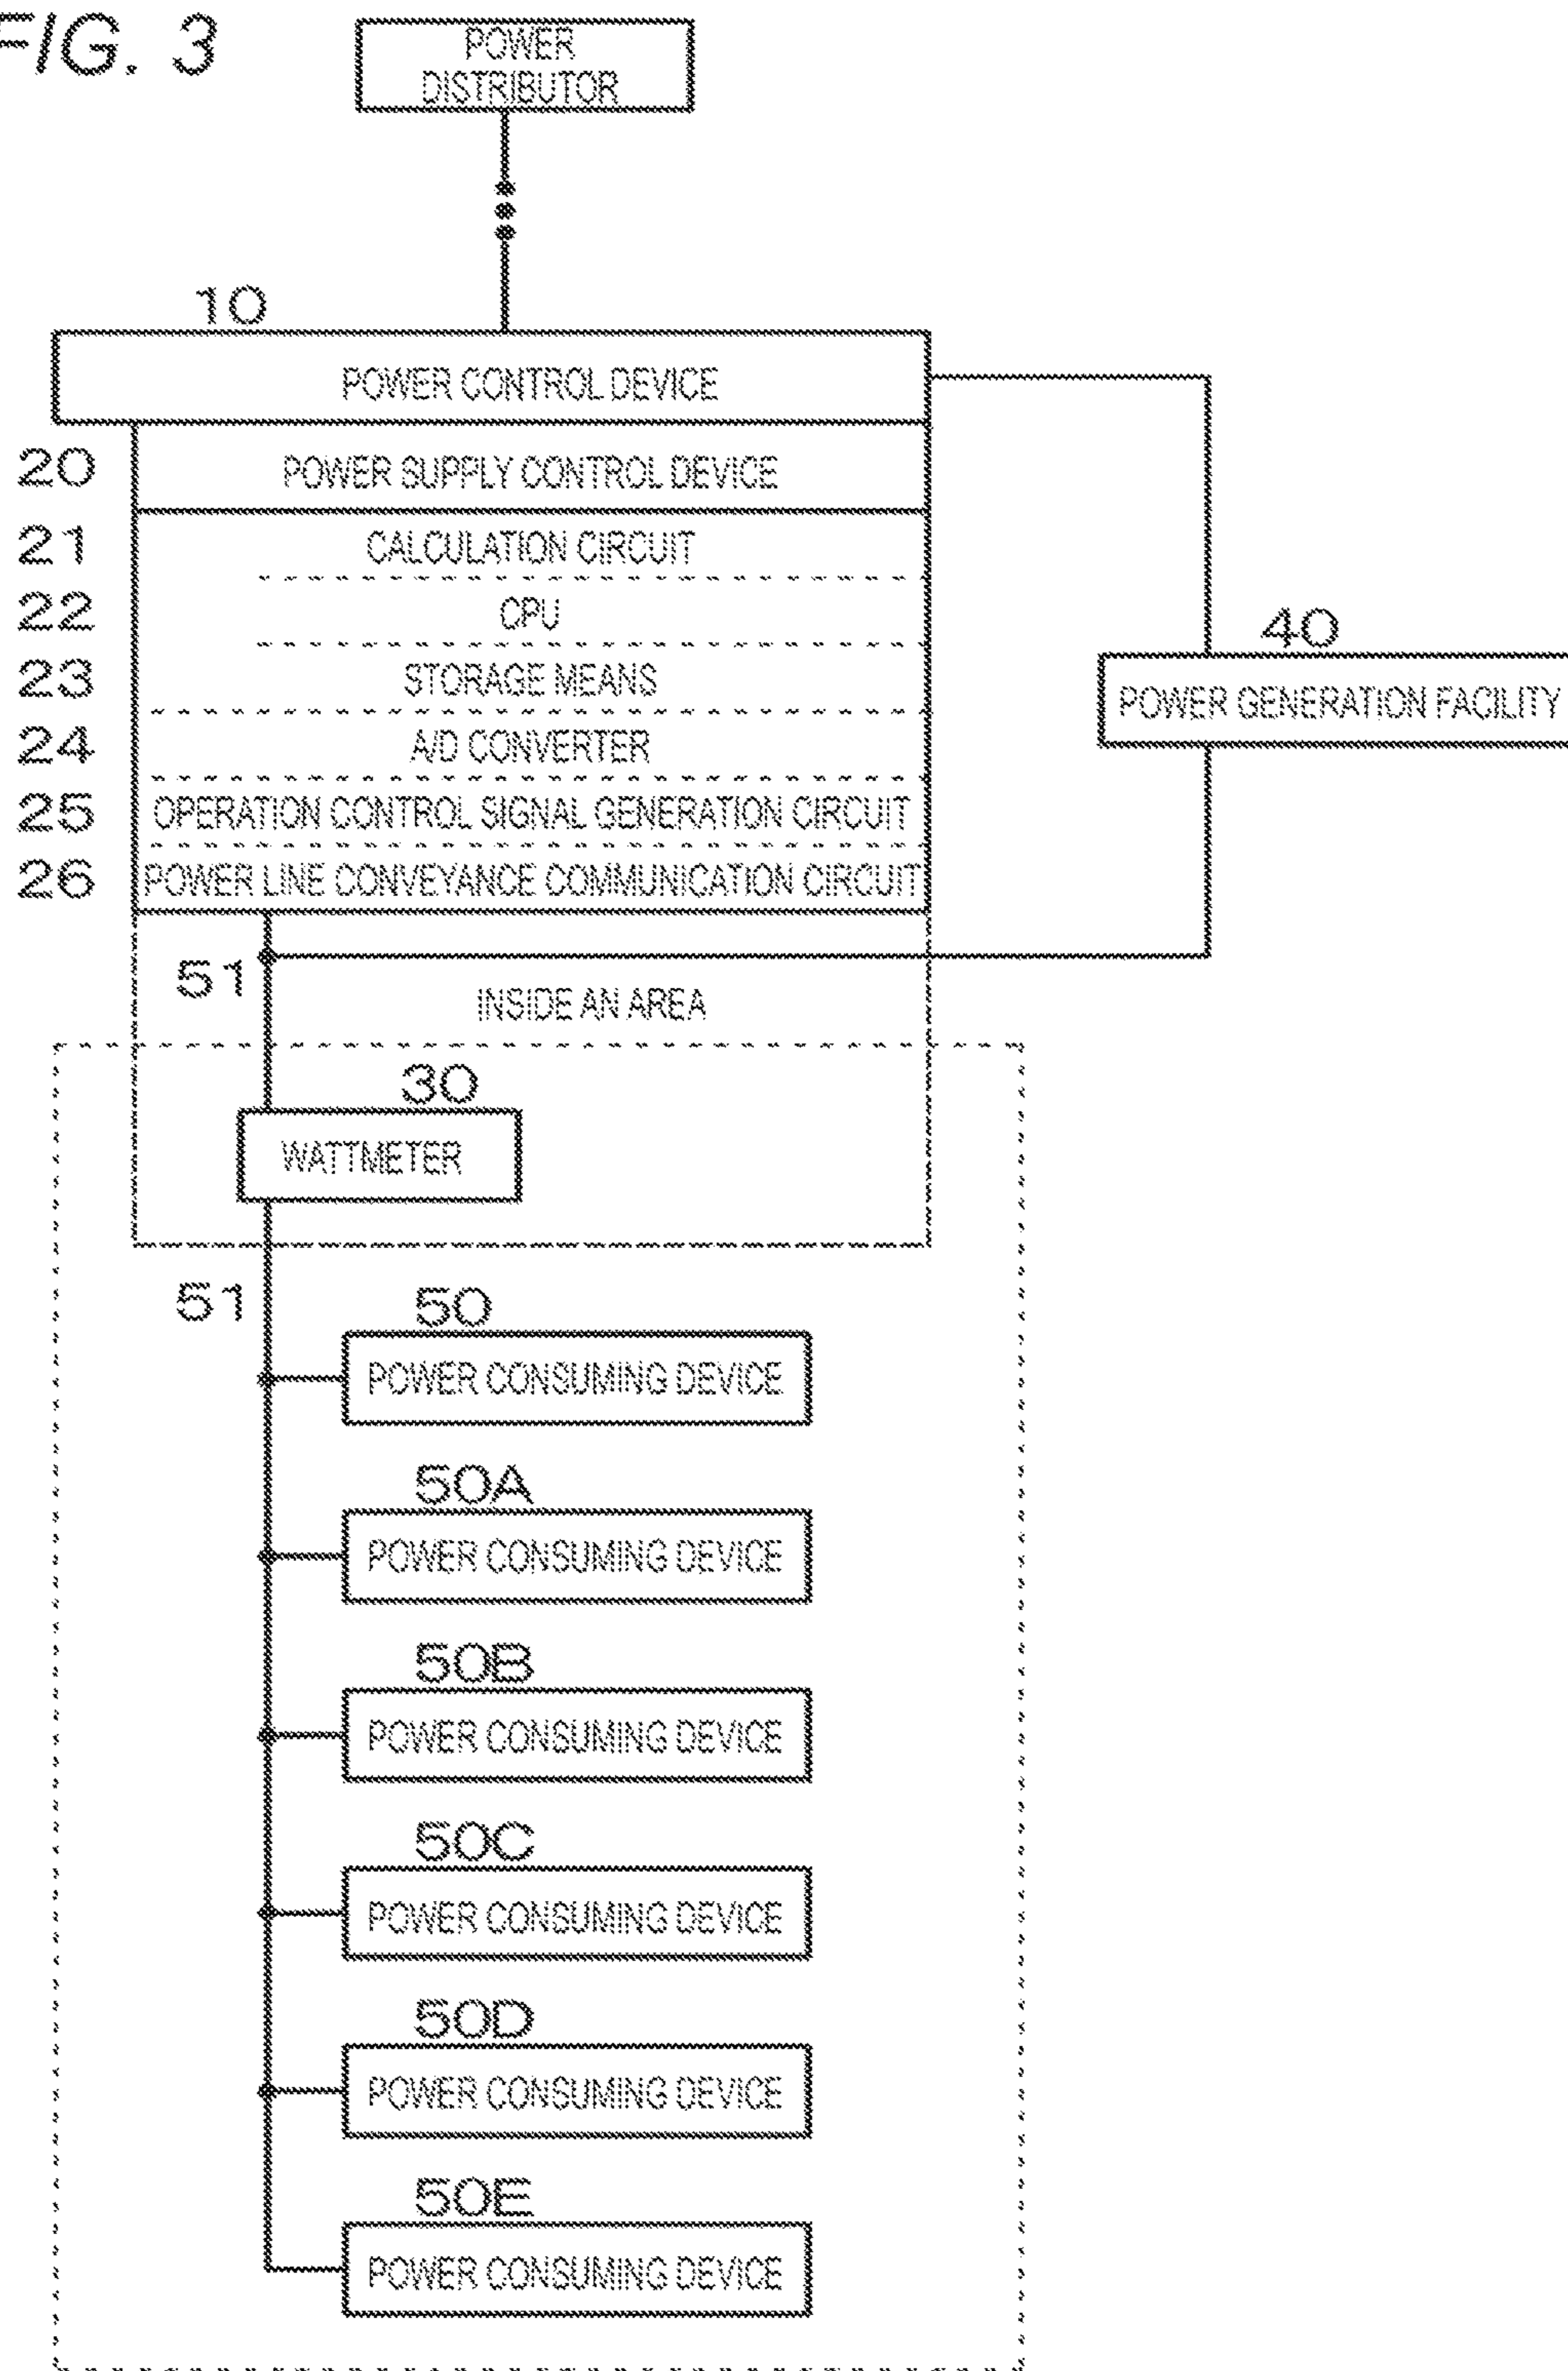 FIG. 3
POWER
DISTRIBUTOR
10
POWER CONTROL DEVICE
20
POWER SUPPLY CONTROL DEVICE
21
CALCULATION CIRCUIT
22
CPU
23
STORAGE MEANS
24
A/D CONVERTER
25
OPERATION CONTROL SIGNAL GENERATION CIRCUIT
26
POWER LINE CONVEYANCE COMMUNICATION CIRCUIT
40
POWER GENERATION FACILITY
51
INSIDE AN AREA
30
WATTMETER
51
50
POWER CONSUMING DEVICE
50A
POWER CONSUMING DEVICE
50B
POWER CONSUMING DEVICE
50C
POWER CONSUMING DEVICE
50D
POWER CONSUMING DEVICE
50E
POWER CONSUMING DEVICE